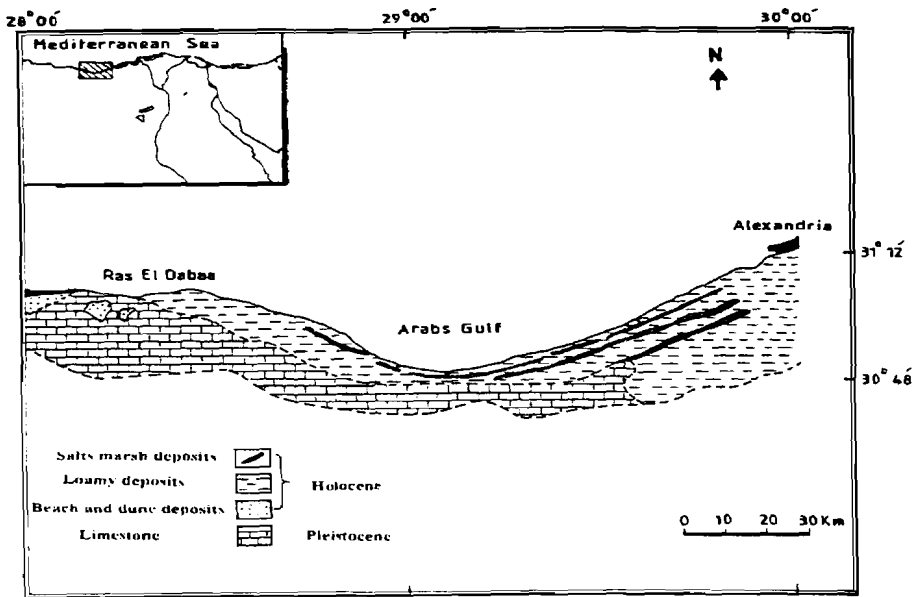 28°00′ 29°00′ 30°00′
Mediterranean Sea
N
Alexandria
31° 12′
Ras El Dabaa
Arabs Gulf
30° 48′
Salts marsh deposits
Loamy deposits
Holocene
Beach and dune deposits
Limestone Pleistocene
0 10 20 30 Km